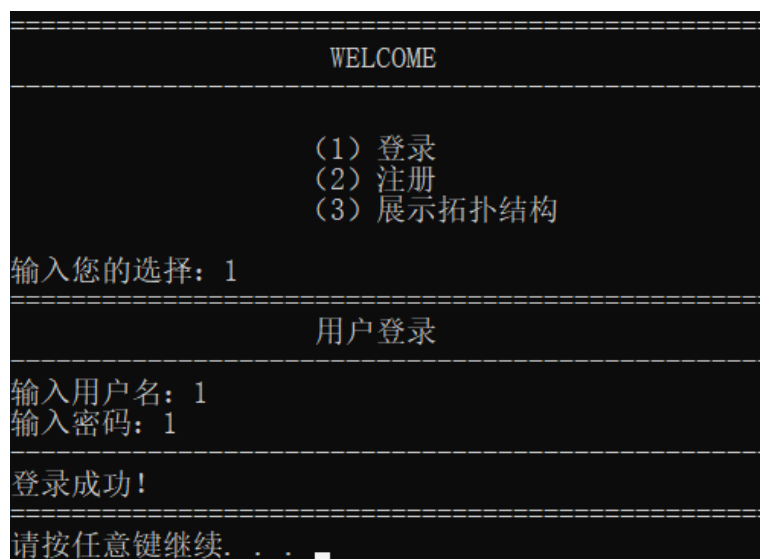 WELCOME
（1）登录
（2）注册
（3）展示拓扑结构
输入您的选择：1
用户登录
输入用户名：1
输入密码：1
登录成功！
请按任意键继续. . .